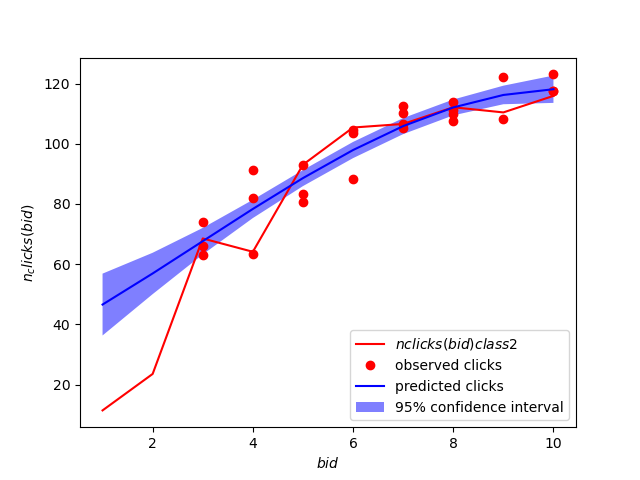 120
100
80
60
40
20
n_clicks(bid)
nclicks(bid)class2
observed clicks
predicted clicks
95% confidence interval
2
4
6
8
10
bid